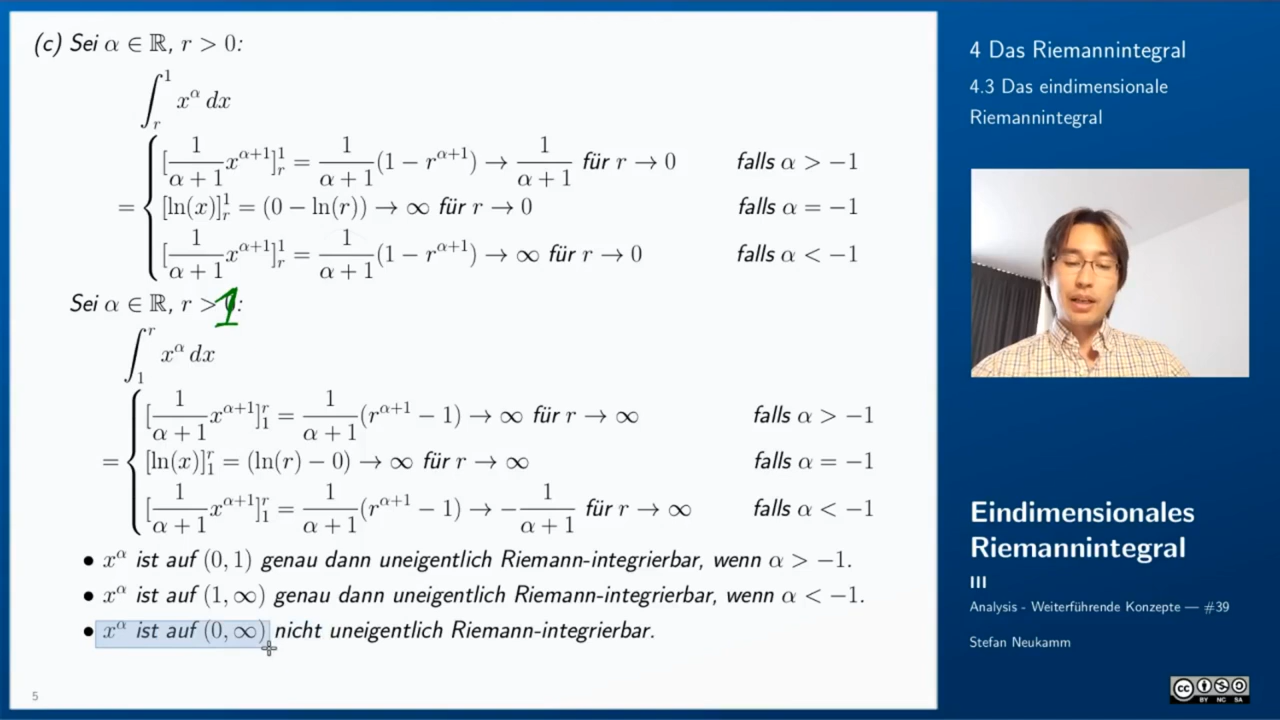 (c) Sei α ∈ ℝ, r > 0:
∫_r^1 x^α dx
[1/(α+1) x^{α+1}]_r^1 = 1/(α+1) (1 − r^{α+1}) → 1/(α+1) für r → 0 falls α > −1
= { [ln(x)]_r^1 = (0 − ln(r)) → ∞ für r → 0 falls α = −1
[1/(α+1) x^{α+1}]_r^1 = 1/(α+1) (1 − r^{α+1}) → ∞ für r → 0 falls α < −1
Sei α ∈ ℝ, r > 1:
∫_1^r x^α dx
[1/(α+1) x^{α+1}]_1^r = 1/(α+1) (r^{α+1} − 1) → ∞ für r → ∞ falls α > −1
= { [ln(x)]_1^r = (ln(r) − 0) → ∞ für r → ∞ falls α = −1
[1/(α+1) x^{α+1}]_1^r = 1/(α+1) (r^{α+1} − 1) → − 1/(α+1) für r → ∞ falls α < −1
• x^α ist auf (0, 1) genau dann uneigentlich Riemann-integrierbar, wenn α > −1.
• x^α ist auf (1, ∞) genau dann uneigentlich Riemann-integrierbar, wenn α < −1.
• x^α ist auf (0, ∞) nicht uneigentlich Riemann-integrierbar.
5
4 Das Riemannintegral
4.3 Das eindimensionale
Riemannintegral
Eindimensionales
Riemannintegral
III
Analysis - Weiterführende Konzepte — #39
Stefan Neukamm
cc
BY NC SA